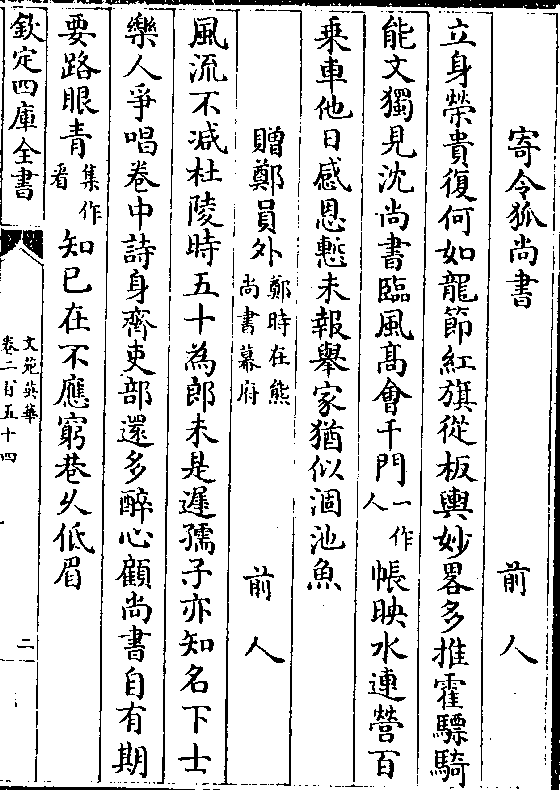 寄令狐尚書　　前人
立身榮貴復何如龍節紅旗從板輿妙畧多推霍驃騎
能文獨見沈尚書臨風髙會千門一作人帳映水連營百
乗車他日感恩慙未報舉家猶似涸池魚
贈鄭員外鄭時在熊尚書幕府　　前人
風流不减杜陵時五十為郎未是遲孺子亦知名下士
樂人爭唱卷中詩身齊吏部還多醉心顧尚書自有期
要路眼青集作看知已在不應窮巷乆低眉
欽定四庫全書
文苑英華
卷二百五十四
二